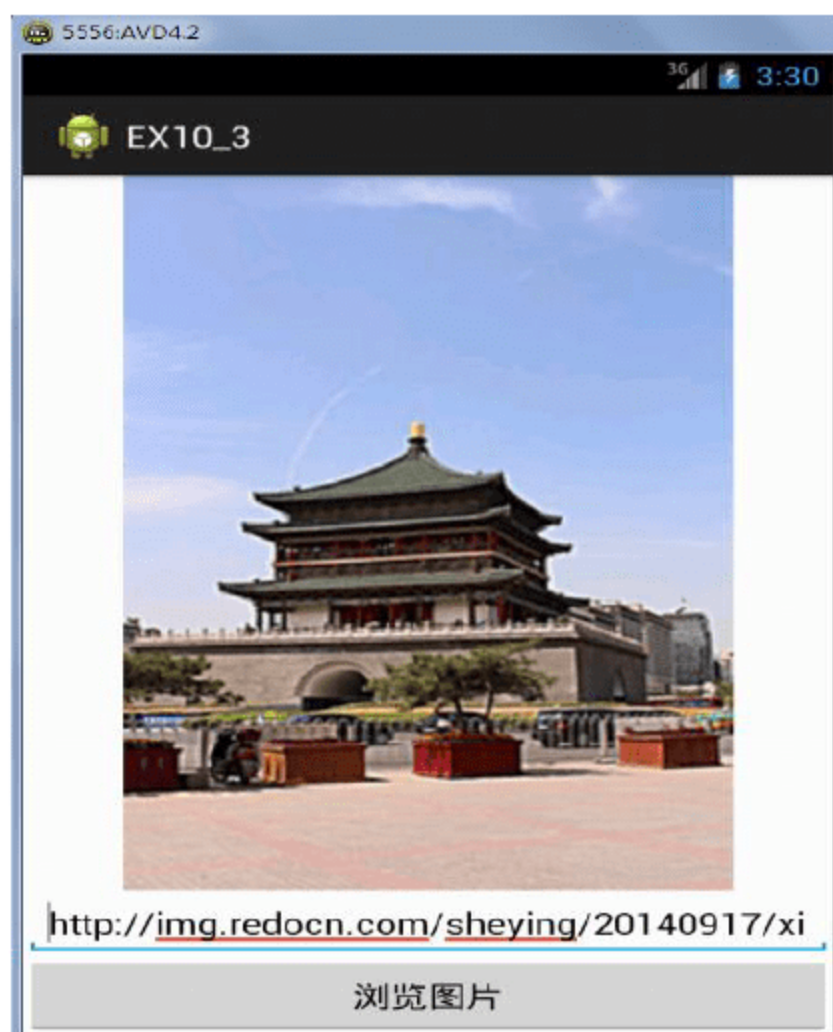 5556:AVD4.2
3G 3:30
EX10_3
http://img.redocn.com/sheying/20140917/xi
浏览图片